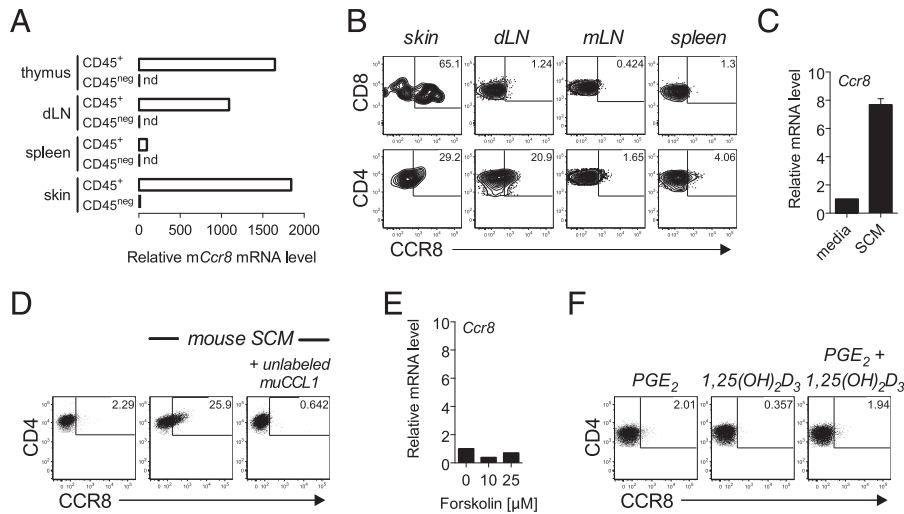 A
thymus
CD45+
CD45neg
nd
dLN
CD45+
CD45neg
nd
spleen
CD45+
CD45neg
nd
skin
CD45+
CD45neg
0 500 1000 1500 2000
Relative mCcr8 mRNA level
B
skin dLN mLN spleen
CD8
65.1 1.24 0.424 1.3
CD4
29.2 20.9 1.65 4.06
CCR8
C
Relative mRNA level
10
8
6
4
2
0
Ccr8
media SCM
D
mouse SCM
+ unlabeled
muCCL1
CD4
2.29 25.9 0.642
CCR8
E
Relative mRNA level
10
8
6
4
2
0
Ccr8
0 10 25
Forskolin [µM]
F
PGE2 1,25(OH)2D3 PGE2 +
1,25(OH)2D3
CD4
2.01 0.357 1.94
CCR8